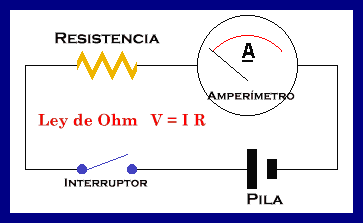 Resistencia
A
Amperímetro
Ley de Ohm V = I R
Interruptor
Pila